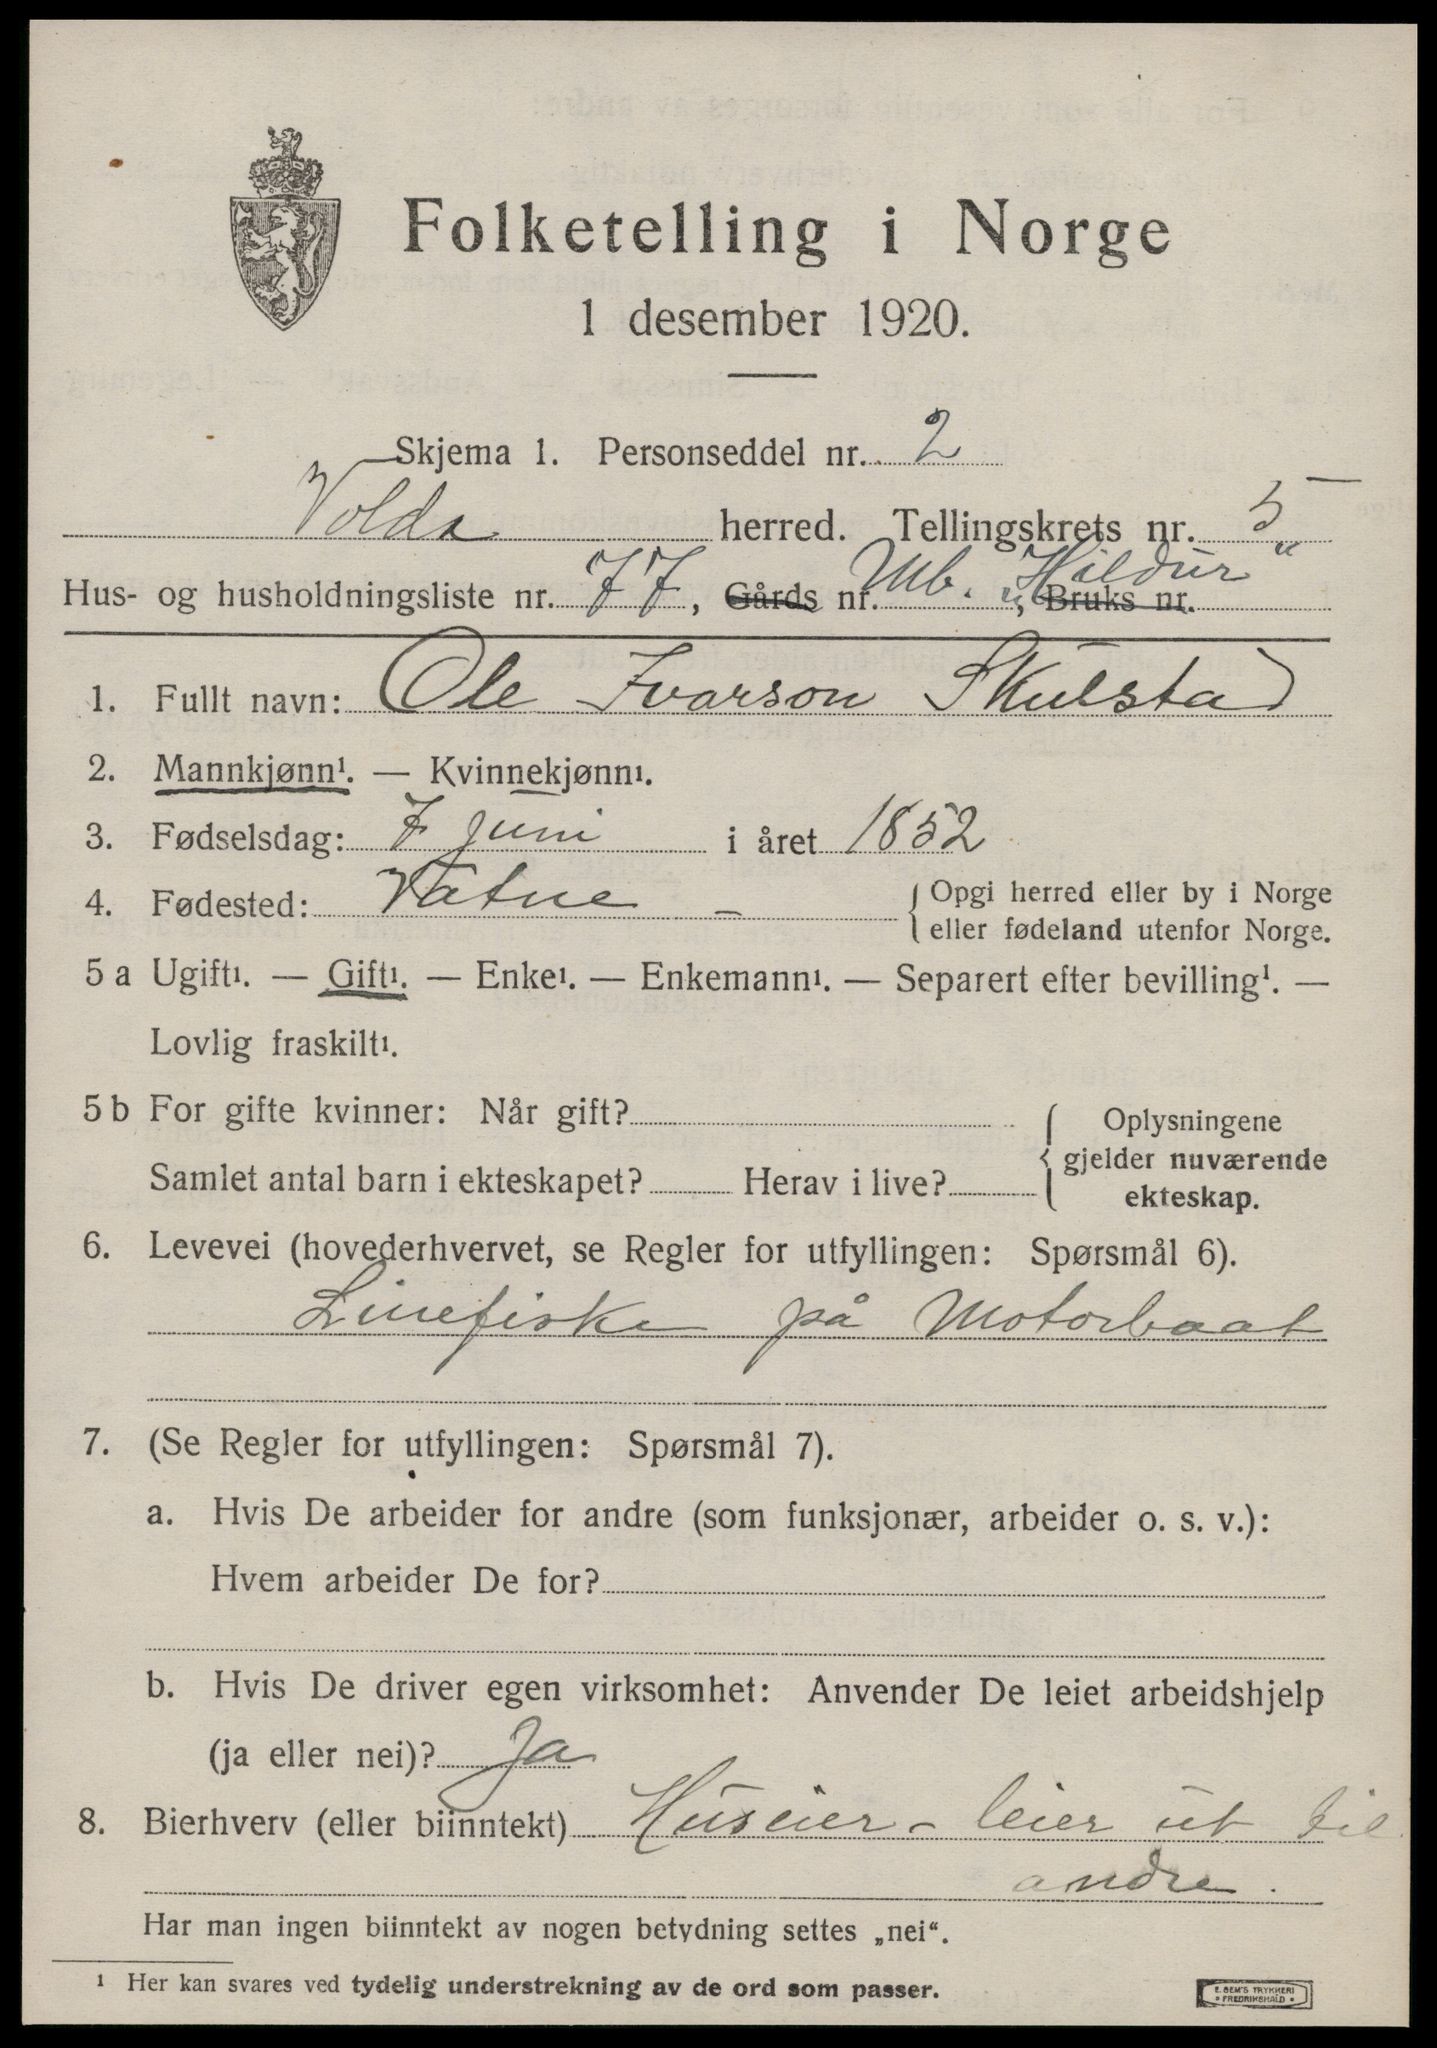 Folketelling i Norge
1 desember 1920.
Skjema 1. Personseddel nr. 2
Volda herred. Tellingskrets nr. 5
Hus- og husholdningsliste nr. 77, Gårds nr. Mb. „Hildur“, Bruks nr.
1. Fullt navn: Ole Ivarson Skulstad
2. Mannkjønn¹. — Kvinnekjønn¹.
3. Fødselsdag: 7 juni i året 1852
4. Fødested: Vatne – { Opgi herred eller by i Norge
eller fødeland utenfor Norge.
5 a Ugift¹. — Gift¹. — Enke¹. — Enkemann¹. — Separert efter bevilling¹. —
Lovlig fraskilt¹.
5 b For gifte kvinner: Når gift? { Oplysningene
gjelder nuværende
ekteskap.
Samlet antal barn i ekteskapet? Herav i live?
6. Levevei (hovederhvervet, se Regler for utfyllingen: Spørsmål 6).
Linefiske på Motorbaat
7. (Se Regler for utfyllingen: Spørsmål 7).
a. Hvis De arbeider for andre (som funksjonær, arbeider o. s. v.):
Hvem arbeider De for?
b. Hvis De driver egen virksomhet: Anvender De leiet arbeidshjelp
(ja eller nei)? Ja
8. Bierhverv (eller biinntekt) Huseier – leier ut til
andre.
Har man ingen biinntekt av nogen betydning settes „nei“.
¹ Her kan svares ved tydelig understrekning av de ord som passer.
E. SEM'S TRYKKERI
• FREDRIKSHALD •